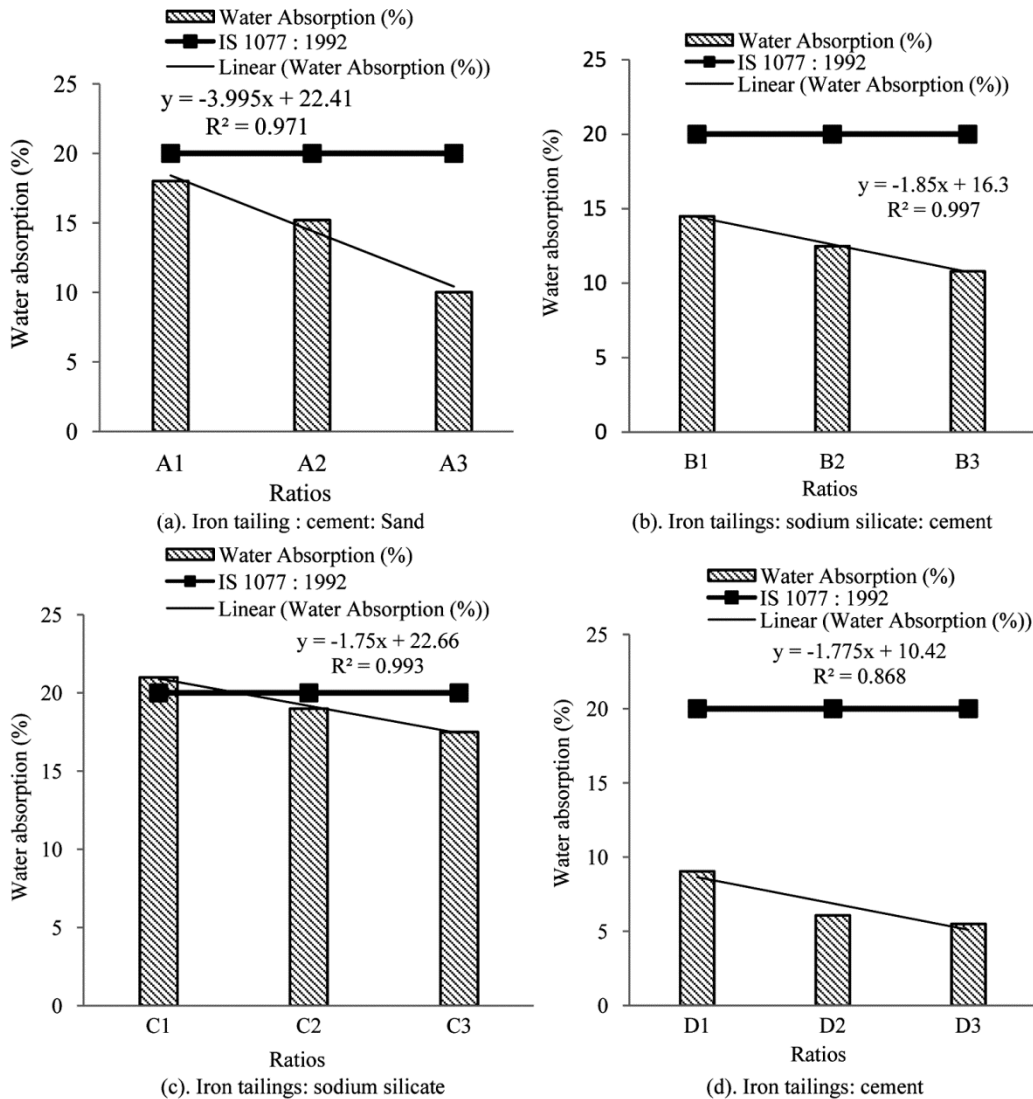 Water Absorption (%)
IS 1077 : 1992
Linear (Water Absorption (%))
y = -3.995x + 22.41
R² = 0.971
25
20
15
10
5
0
Water absorption (%)
A1 A2 A3
Ratios
(a). Iron tailing : cement: Sand
Water Absorption (%)
IS 1077 : 1992
Linear (Water Absorption (%))
y = -1.85x + 16.3
R² = 0.997
25
20
15
10
5
0
Water absorption (%)
B1 B2 B3
Ratios
(b). Iron tailings: sodium silicate: cement
Water Absorption (%)
IS 1077 : 1992
Linear (Water Absorption (%))
y = -1.75x + 22.66
R² = 0.993
25
20
15
10
5
0
Water absorption (%)
C1 C2 C3
Ratios
(c). Iron tailings: sodium silicate
Water Absorption (%)
IS 1077 : 1992
Linear (Water Absorption (%))
y = -1.775x + 10.42
R² = 0.868
25
20
15
10
5
0
Water absorption (%)
D1 D2 D3
Ratios
(d). Iron tailings: cement